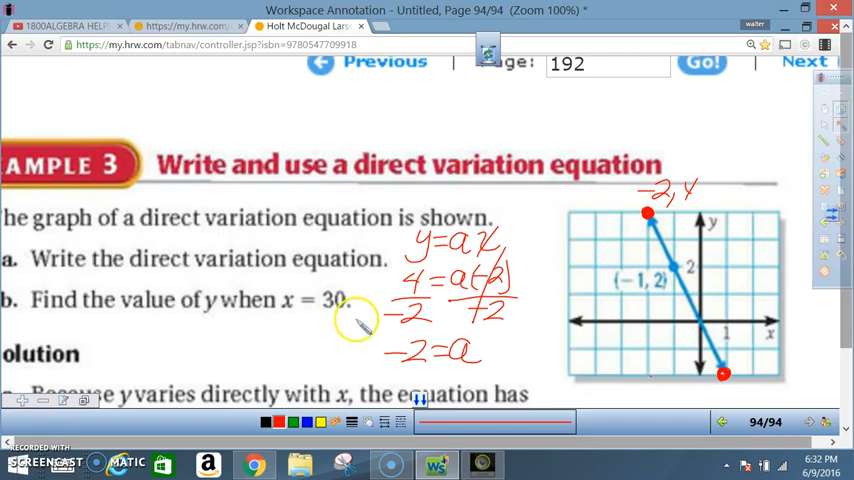 Workspace Annotation - Untitled, Page 94/94 (Zoom 100%) *
walter
1800ALGEBRA HELP
https://my.hrw.com/
Holt McDougal Lars
https://my.hrw.com/tabnav/controller.jsp?isbn=9780547709918
Previous
Page:
192
Go!
Next
AMPLE 3
Write and use a direct variation equation
he graph of a direct variation equation is shown.
a. Write the direct variation equation.
b. Find the value of y when x = 30.
olution
Because y varies directly with x, the equation has
y=ax
4=a(-2)
-2 -2
-2=a
-2,4
y
2
(-1, 2)
1
x
94/94
RECORDED WITH
SCREENCAST MATIC
6:32 PM
6/9/2016